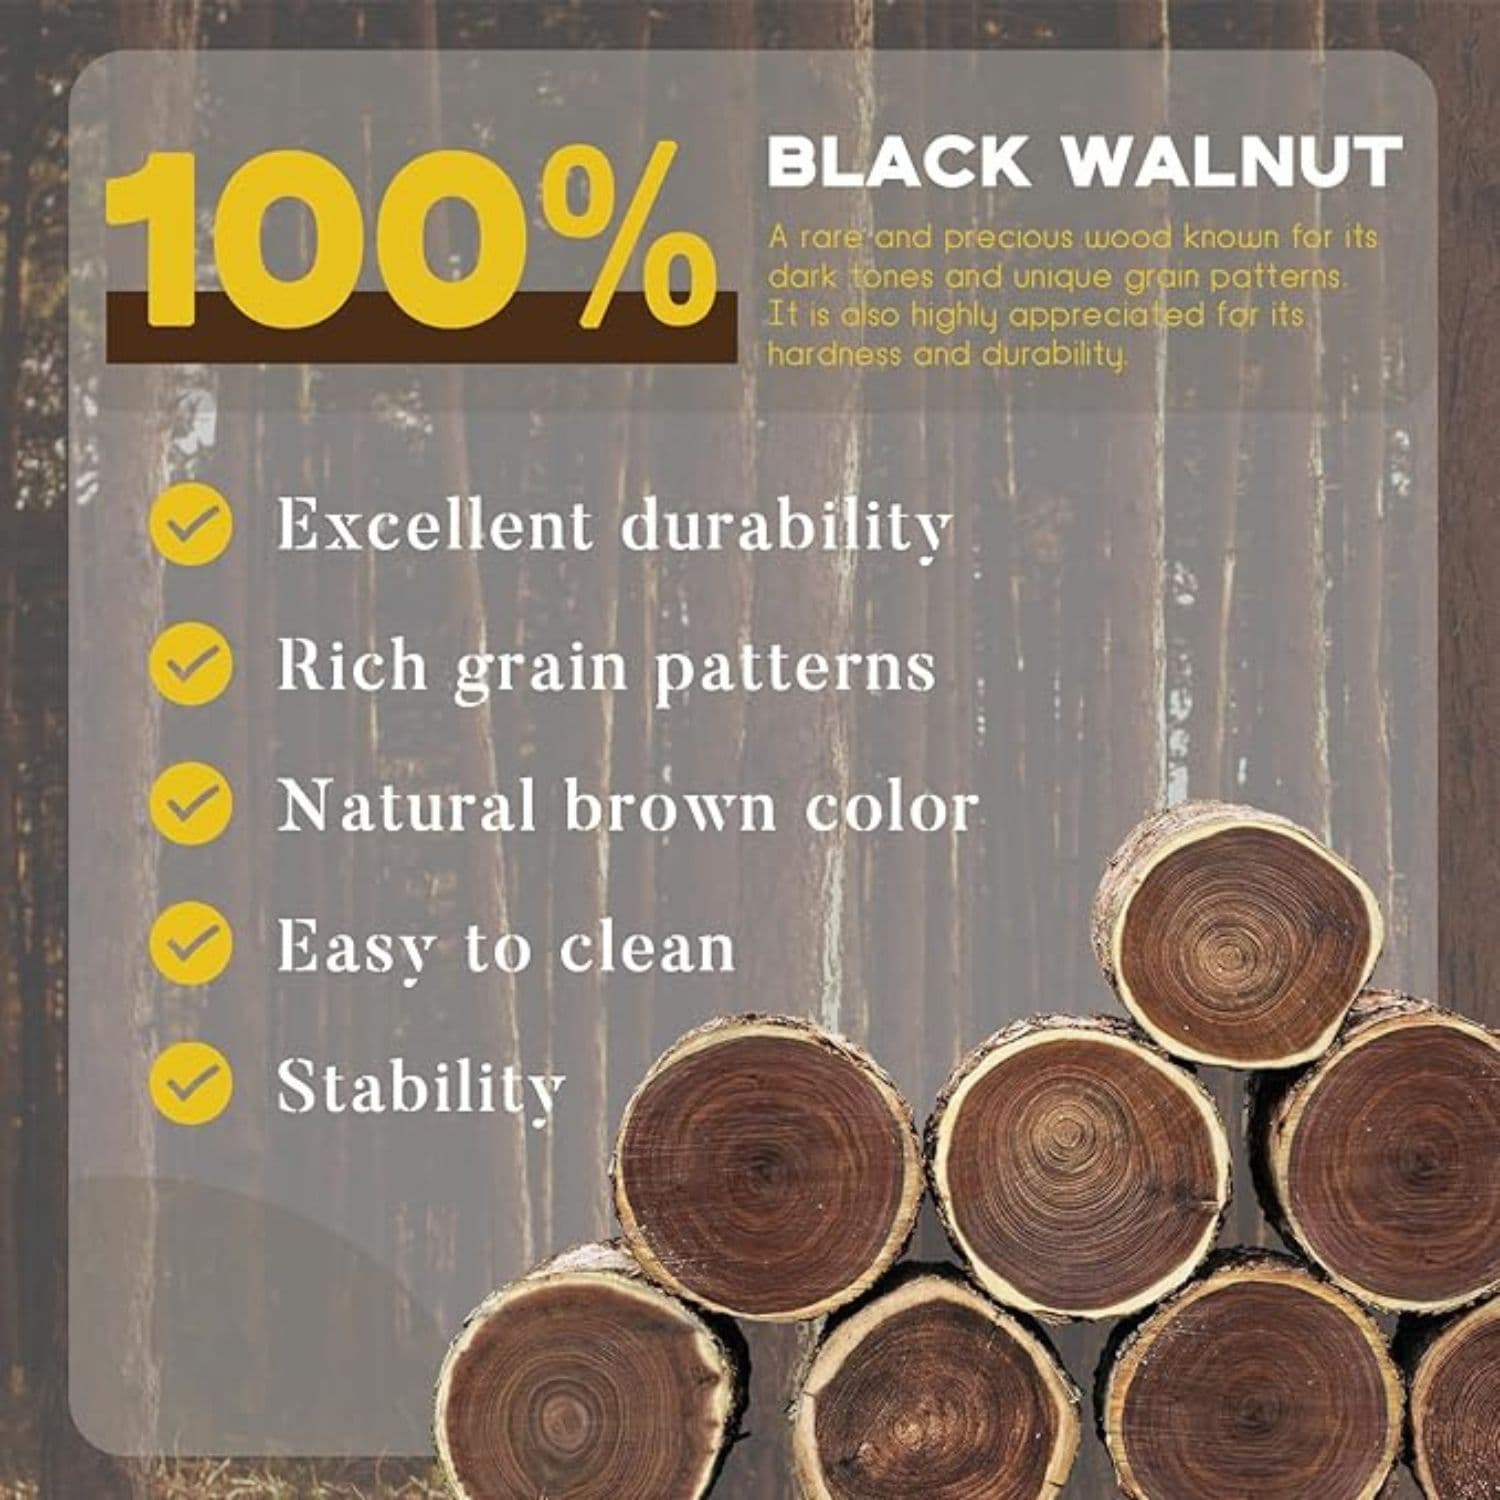 100%
BLACK WALNUT
A rare and precious wood known for its
dark tones and unique grain patterns.
It is also highly appreciated for its
hardness and durability.
Excellent durability
Rich grain patterns
Natural brown color
Easy to clean
Stability